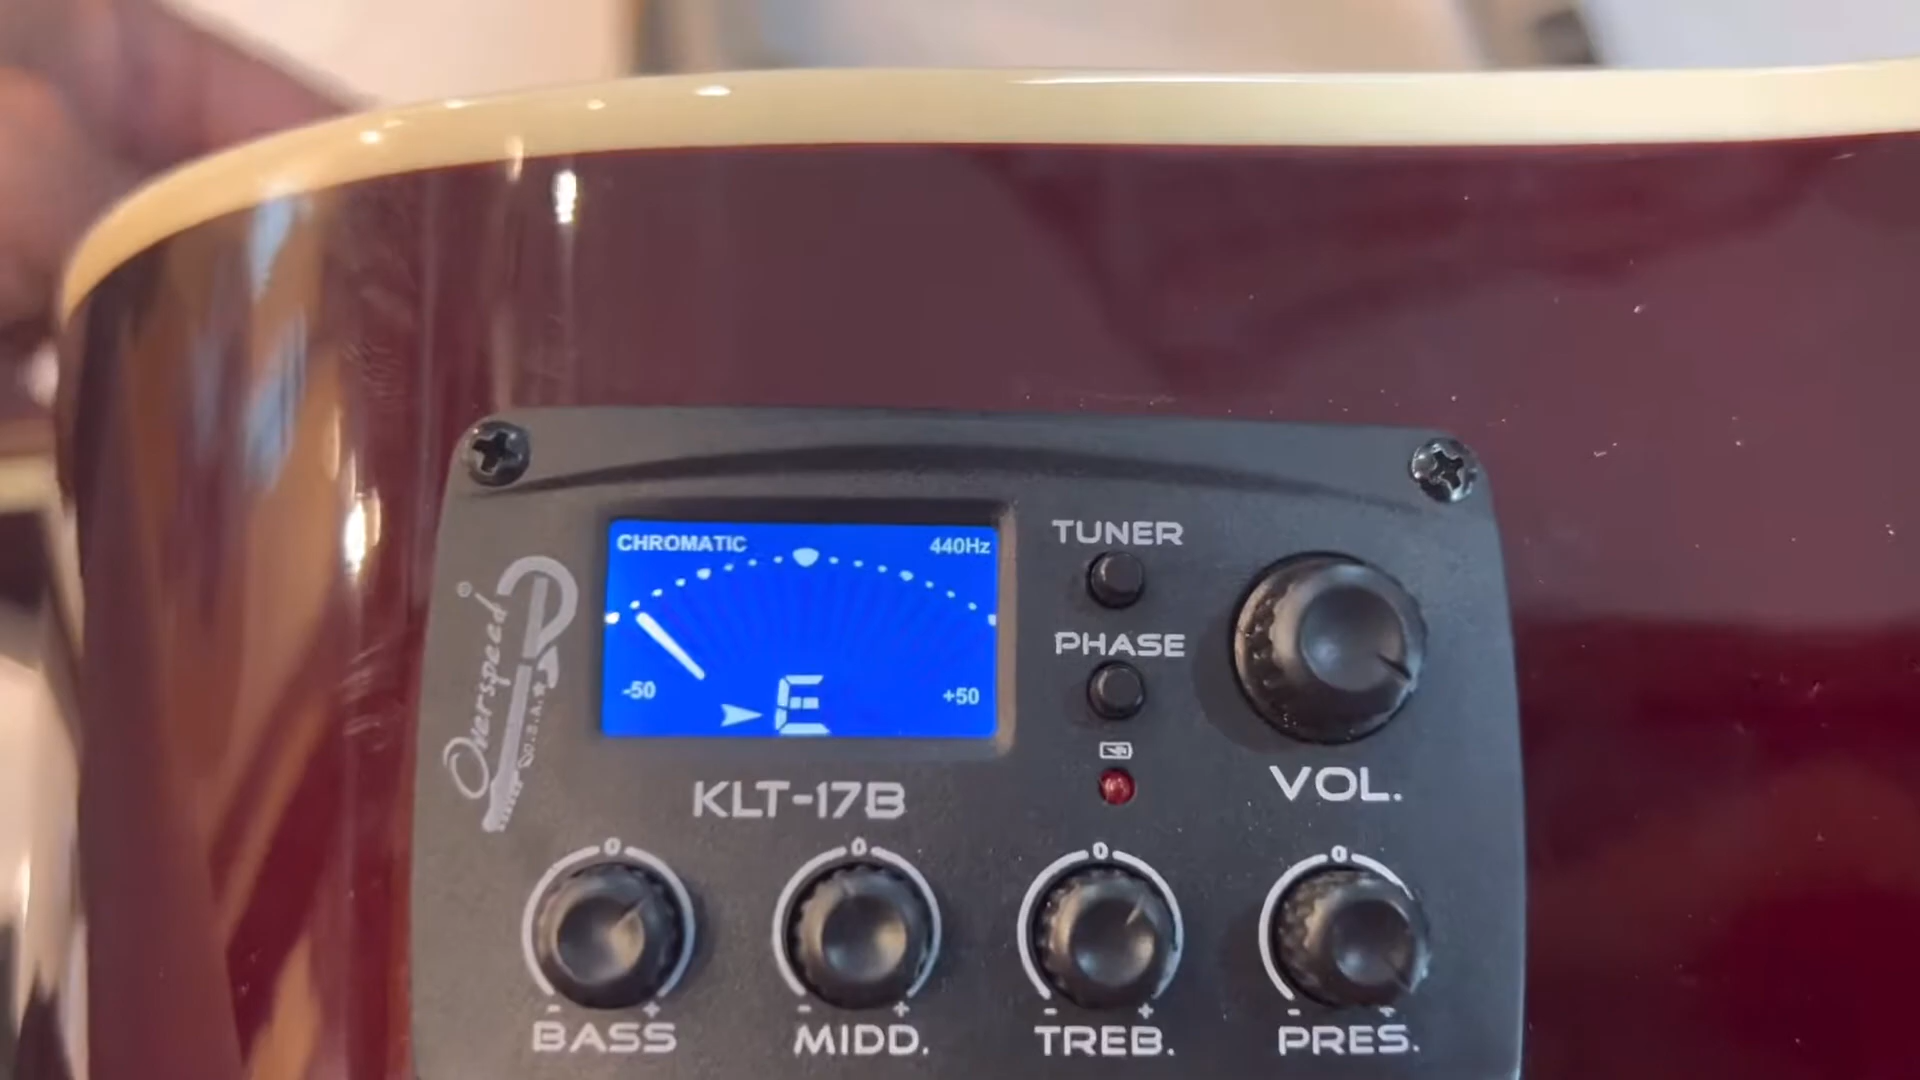 CHROMATIC 440Hz
-50 +50
E
TUNER
PHASE
VOL.
Overspeed
®
U.S.A.
KLT-17B
0 0 0 0
- + - + - + - +
BASS MIDD. TREB. PRES.